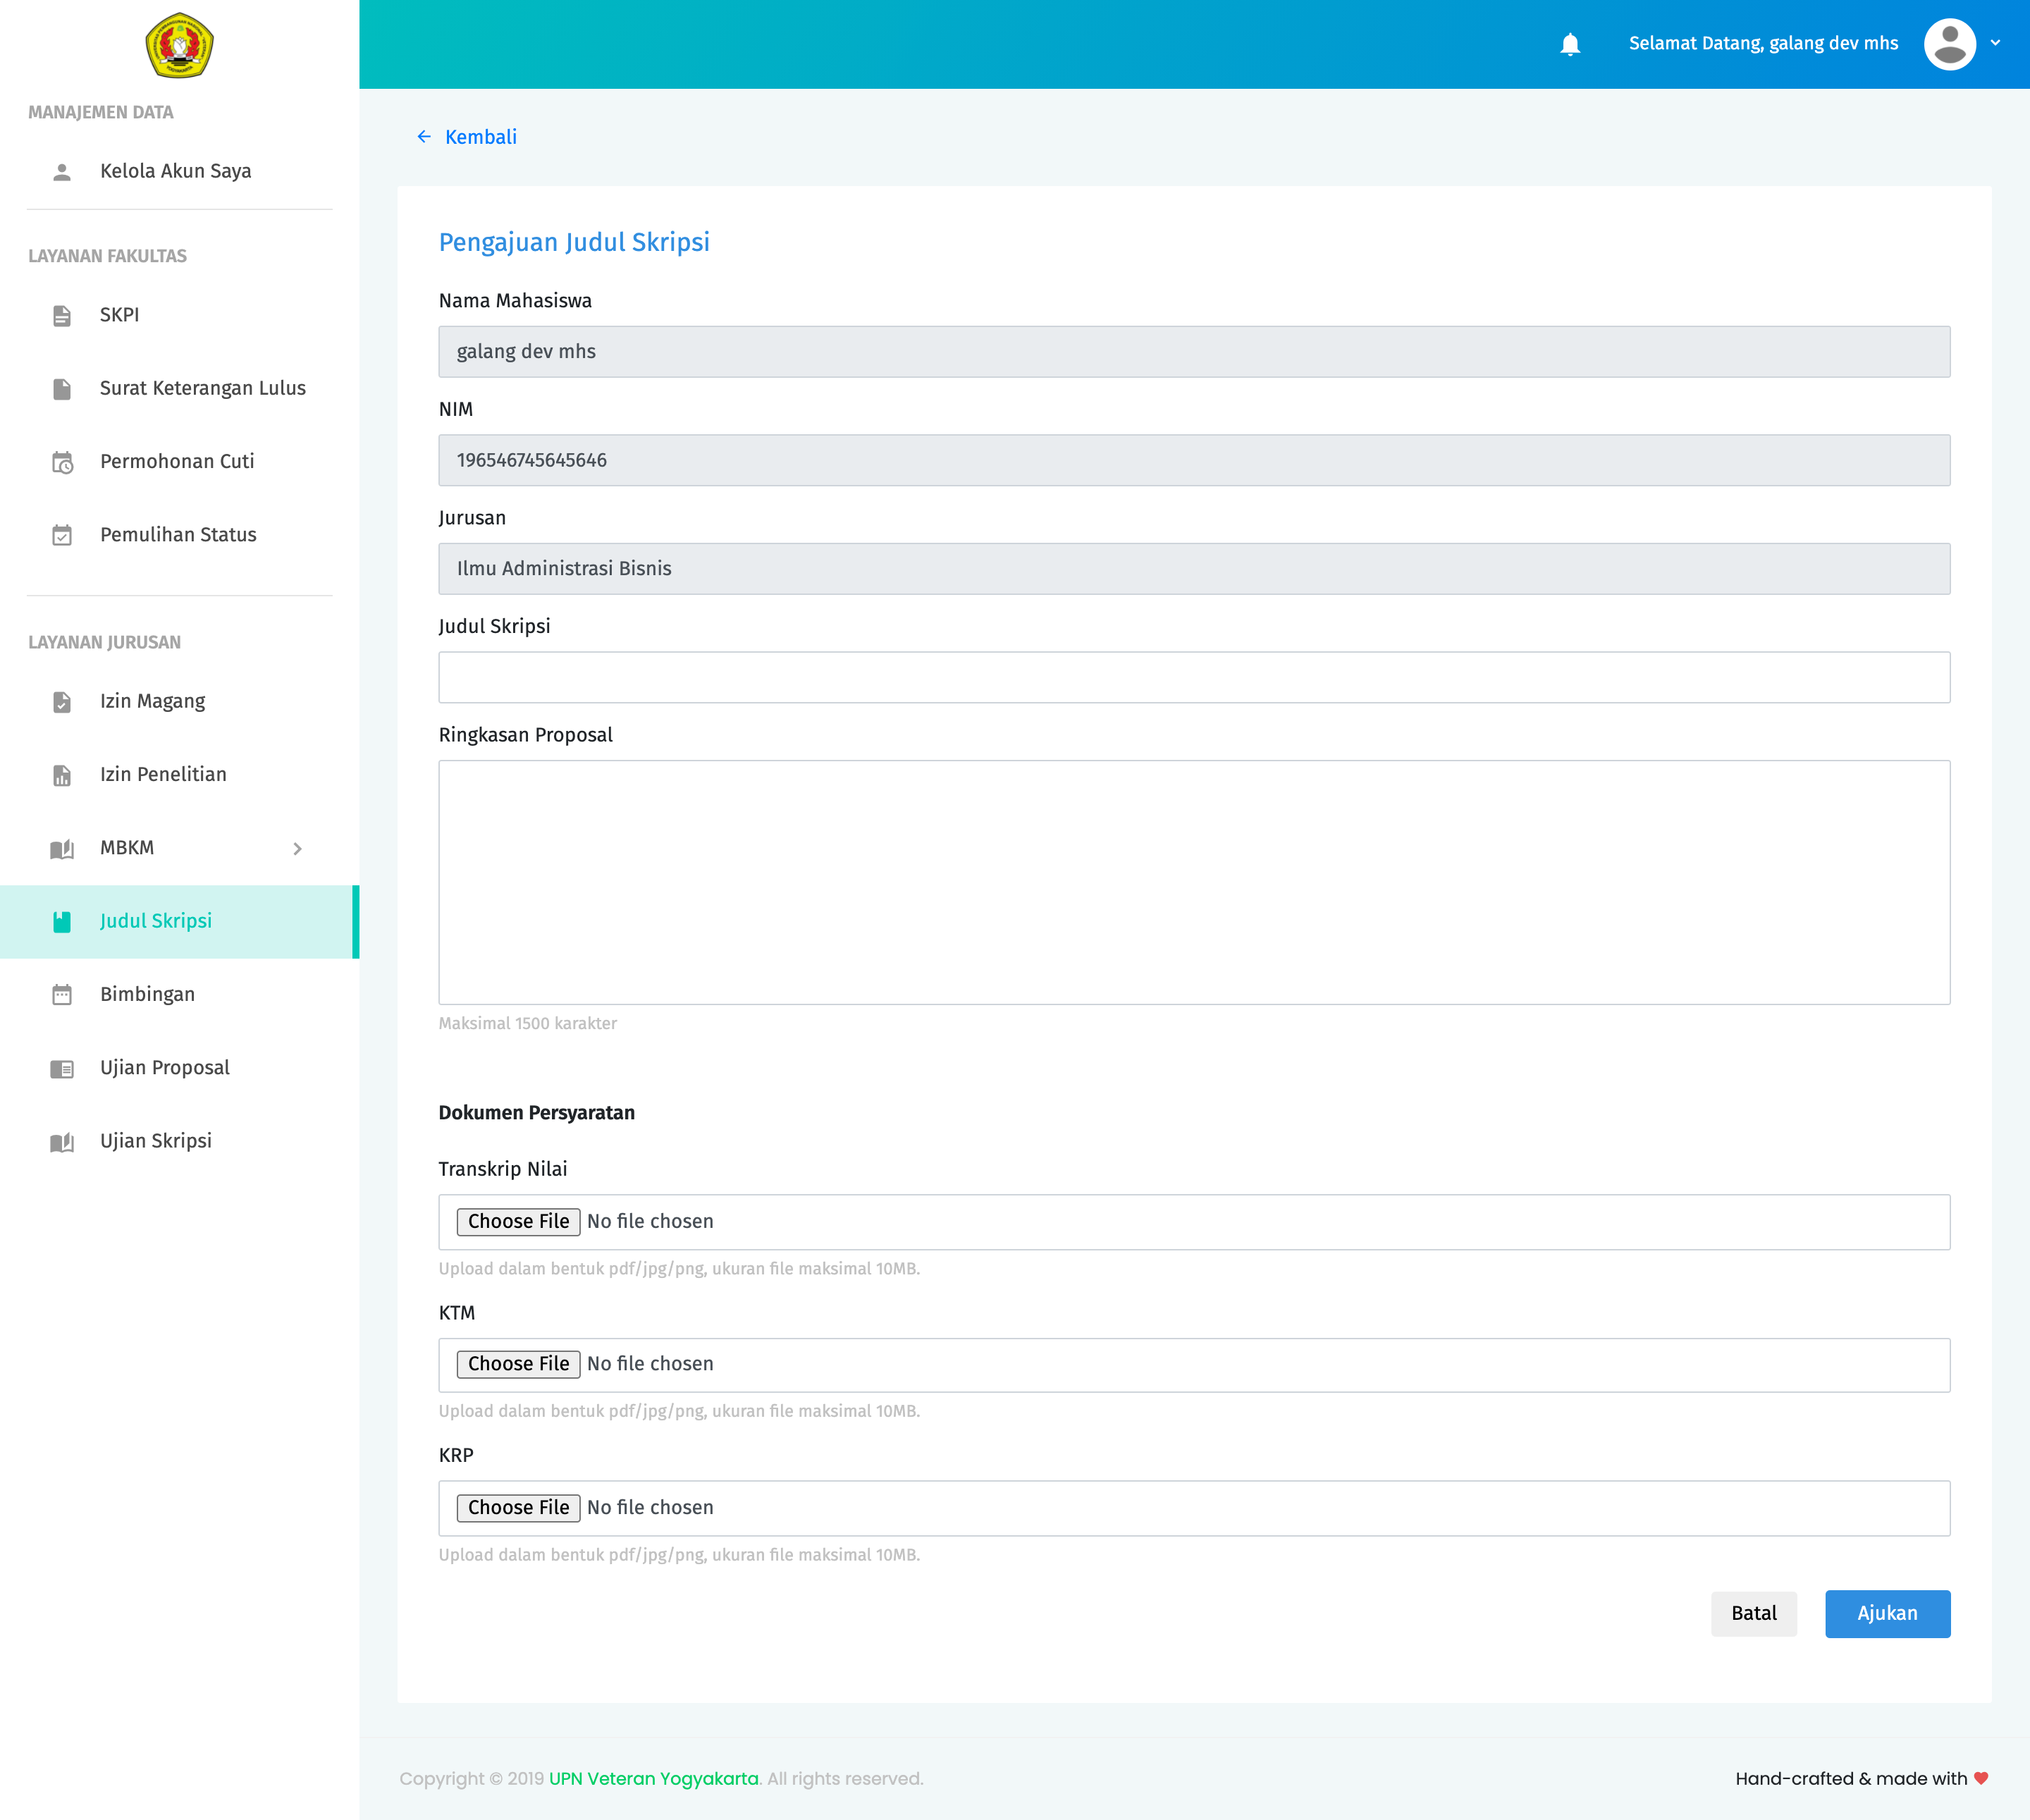 MANAJEMEN DATA
Kelola Akun Saya
LAYANAN FAKULTAS
SKPI
Surat Keterangan Lulus
Permohonan Cuti
Pemulihan Status
LAYANAN JURUSAN
Izin Magang
Izin Penelitian
MBKM
Judul Skripsi
Bimbingan
Ujian Proposal
Ujian Skripsi
Selamat Datang, galang dev mhs
Kembali
Pengajuan Judul Skripsi
Nama Mahasiswa
galang dev mhs
NIM
196546745645646
Jurusan
Ilmu Administrasi Bisnis
Judul Skripsi
Ringkasan Proposal
Maksimal 1500 karakter
Dokumen Persyaratan
Transkrip Nilai
Choose File No file chosen
Upload dalam bentuk pdf/jpg/png, ukuran file maksimal 10MB.
KTM
Choose File No file chosen
Upload dalam bentuk pdf/jpg/png, ukuran file maksimal 10MB.
KRP
Choose File No file chosen
Upload dalam bentuk pdf/jpg/png, ukuran file maksimal 10MB.
Batal Ajukan
Copyright © 2019 UPN Veteran Yogyakarta. All rights reserved.
Hand-crafted & made with